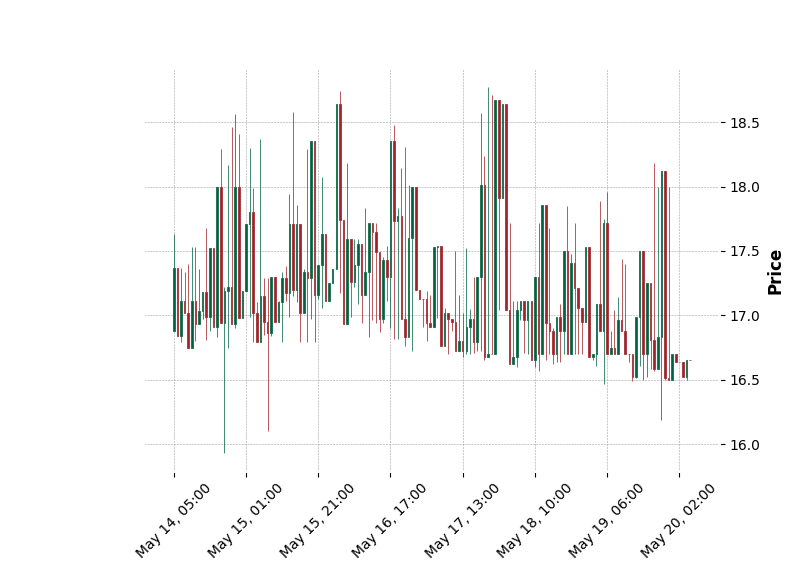 18.5
18.0
17.5
17.0
16.5
16.0
Price
May 14, 05:00
May 15, 01:00
May 15, 21:00
May 16, 17:00
May 17, 13:00
May 18, 10:00
May 19, 06:00
May 20, 02:00